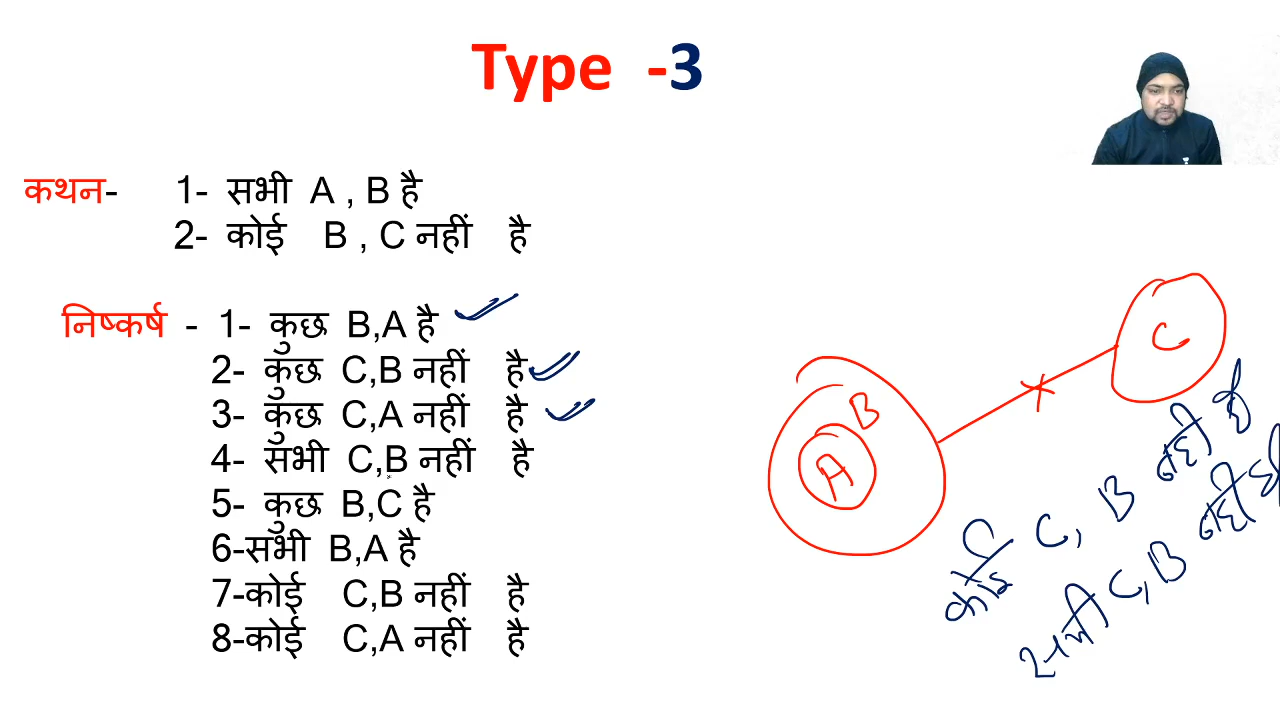 Type -3
कथन- 1- सभी A , B है
2- कोई B , C नहीं है
निष्कर्ष - 1- कुछ B,A है
2- कुछ C,B नहीं है
3- कुछ C,A नहीं है
4- सभी C,B नहीं है
5- कुछ B,C है
6-सभी B,A है
7-कोई C,B नहीं है
8-कोई C,A नहीं है
C
B
A
कोई C, B नही है
सभी C, B नही है